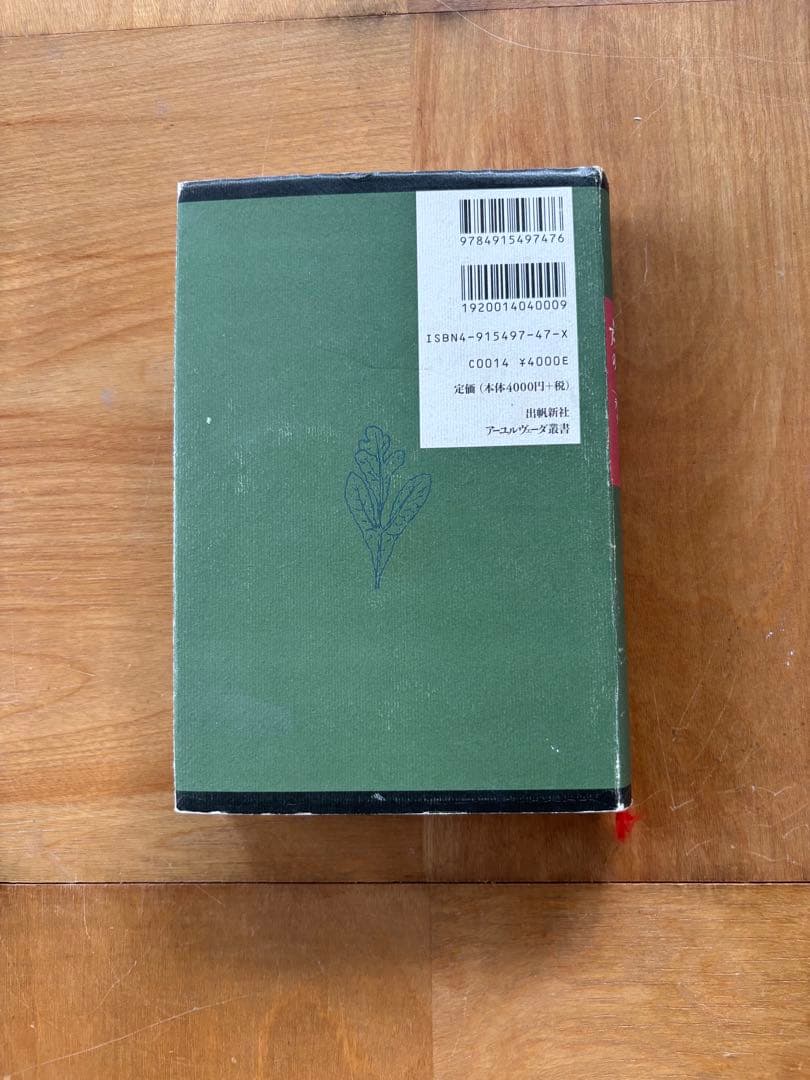 9784915497476
1920014040009
ISBN4-915497-47-X
C0014 ¥4000E
定価（本体4000円+税）
出帆新社
アーユルヴェーダ叢書